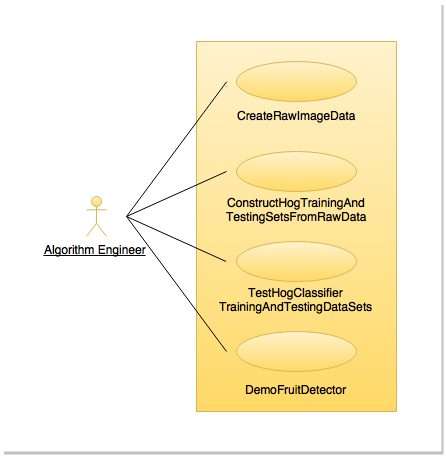 CreateRawImageData
ConstructHogTrainingAnd
TestingSetsFromRawData
Algorithm Engineer
TestHogClassifier
TrainingAndTestingDataSets
DemoFruitDetector